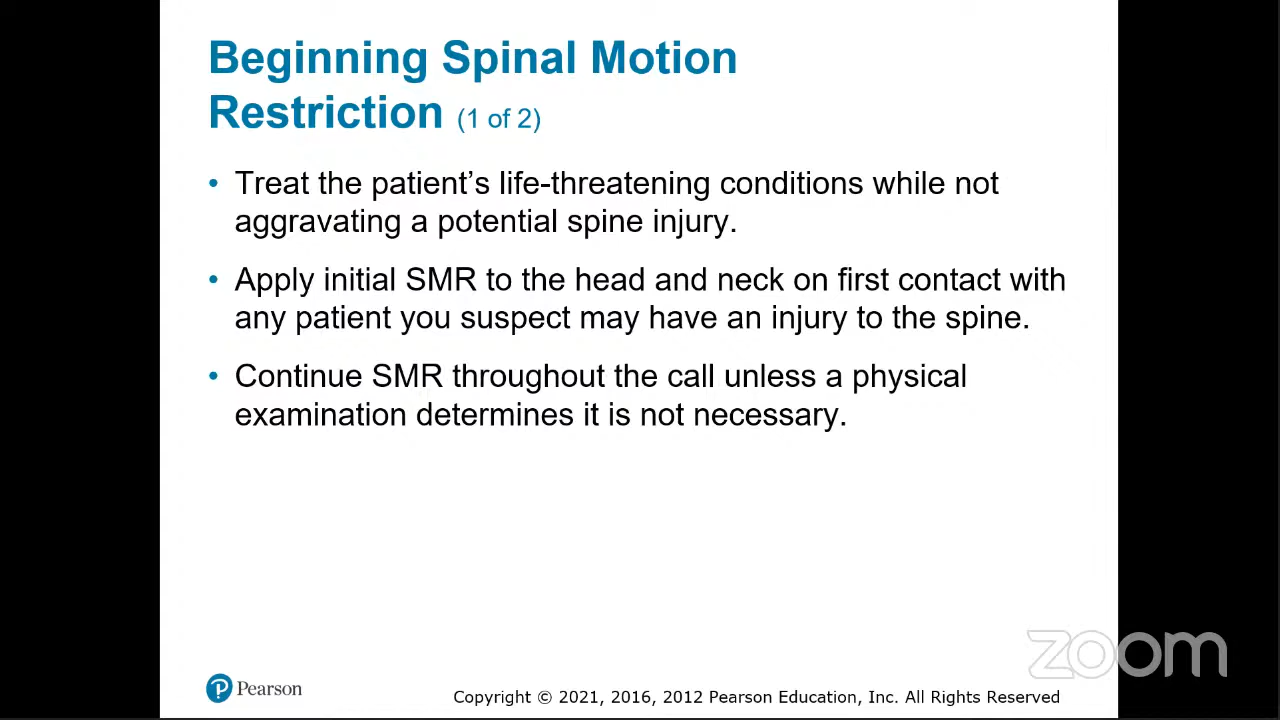 Beginning Spinal Motion
Restriction (1 of 2)
• Treat the patient's life-threatening conditions while not
aggravating a potential spine injury.
• Apply initial SMR to the head and neck on first contact with
any patient you suspect may have an injury to the spine.
• Continue SMR throughout the call unless a physical
examination determines it is not necessary.
zoom
P Pearson
Copyright © 2021, 2016, 2012 Pearson Education, Inc. All Rights Reserved